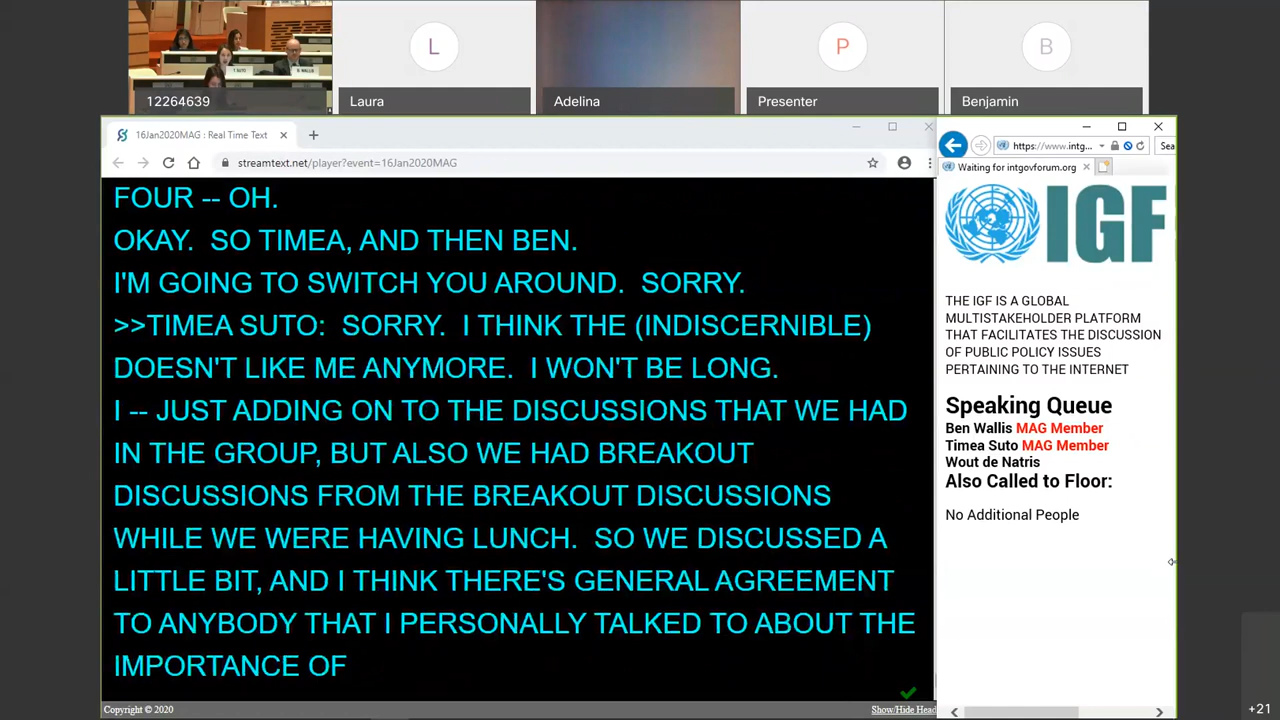 L
P
B
T. SUTO
B. WALLIS
12264639
Laura
Adelina
Presenter
Benjamin
16Jan2020MAG : Real Time Text
streamtext.net/player?event=16Jan2020MAG
FOUR -- OH.
OKAY.  SO TIMEA, AND THEN BEN.
I'M GOING TO SWITCH YOU AROUND.  SORRY.
>>TIMEA SUTO:  SORRY.  I THINK THE (INDISCERNIBLE)
DOESN'T LIKE ME ANYMORE.  I WON'T BE LONG.
I -- JUST ADDING ON TO THE DISCUSSIONS THAT WE HAD
IN THE GROUP, BUT ALSO WE HAD BREAKOUT
DISCUSSIONS FROM THE BREAKOUT DISCUSSIONS
WHILE WE WERE HAVING LUNCH.  SO WE DISCUSSED A
LITTLE BIT, AND I THINK THERE'S GENERAL AGREEMENT
TO ANYBODY THAT I PERSONALLY TALKED TO ABOUT THE
IMPORTANCE OF
Copyright © 2020
Show/Hide Head
https://www.intg...
Sea
Waiting for intgovforum.org
IGF
THE IGF IS A GLOBAL
MULTISTAKEHOLDER PLATFORM
THAT FACILITATES THE DISCUSSION
OF PUBLIC POLICY ISSUES
PERTAINING TO THE INTERNET
Speaking Queue
Ben Wallis MAG Member
Timea Suto MAG Member
Wout de Natris
Also Called to Floor:
No Additional People
+21